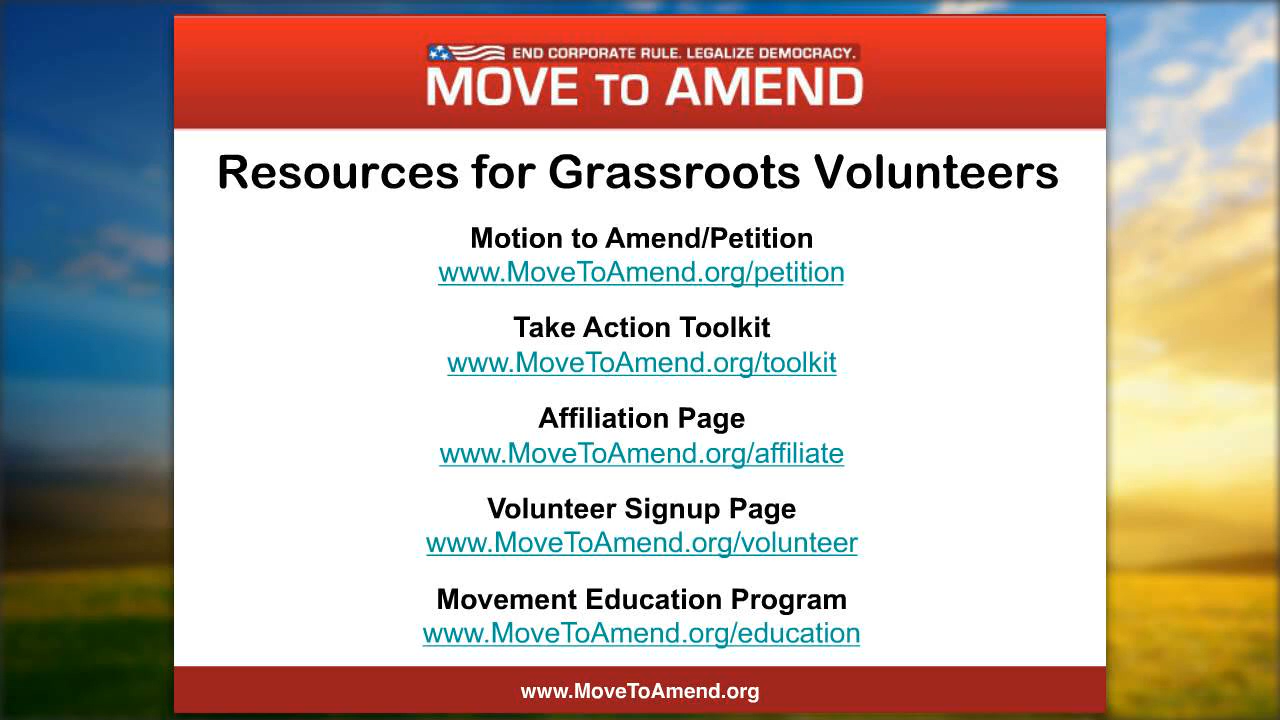 END CORPORATE RULE. LEGALIZE DEMOCRACY.
MOVE TO AMEND
Resources for Grassroots Volunteers
Motion to Amend/Petition
www.MoveToAmend.org/petition
Take Action Toolkit
www.MoveToAmend.org/toolkit
Affiliation Page
www.MoveToAmend.org/affiliate
Volunteer Signup Page
www.MoveToAmend.org/volunteer
Movement Education Program
www.MoveToAmend.org/education
www.MoveToAmend.org